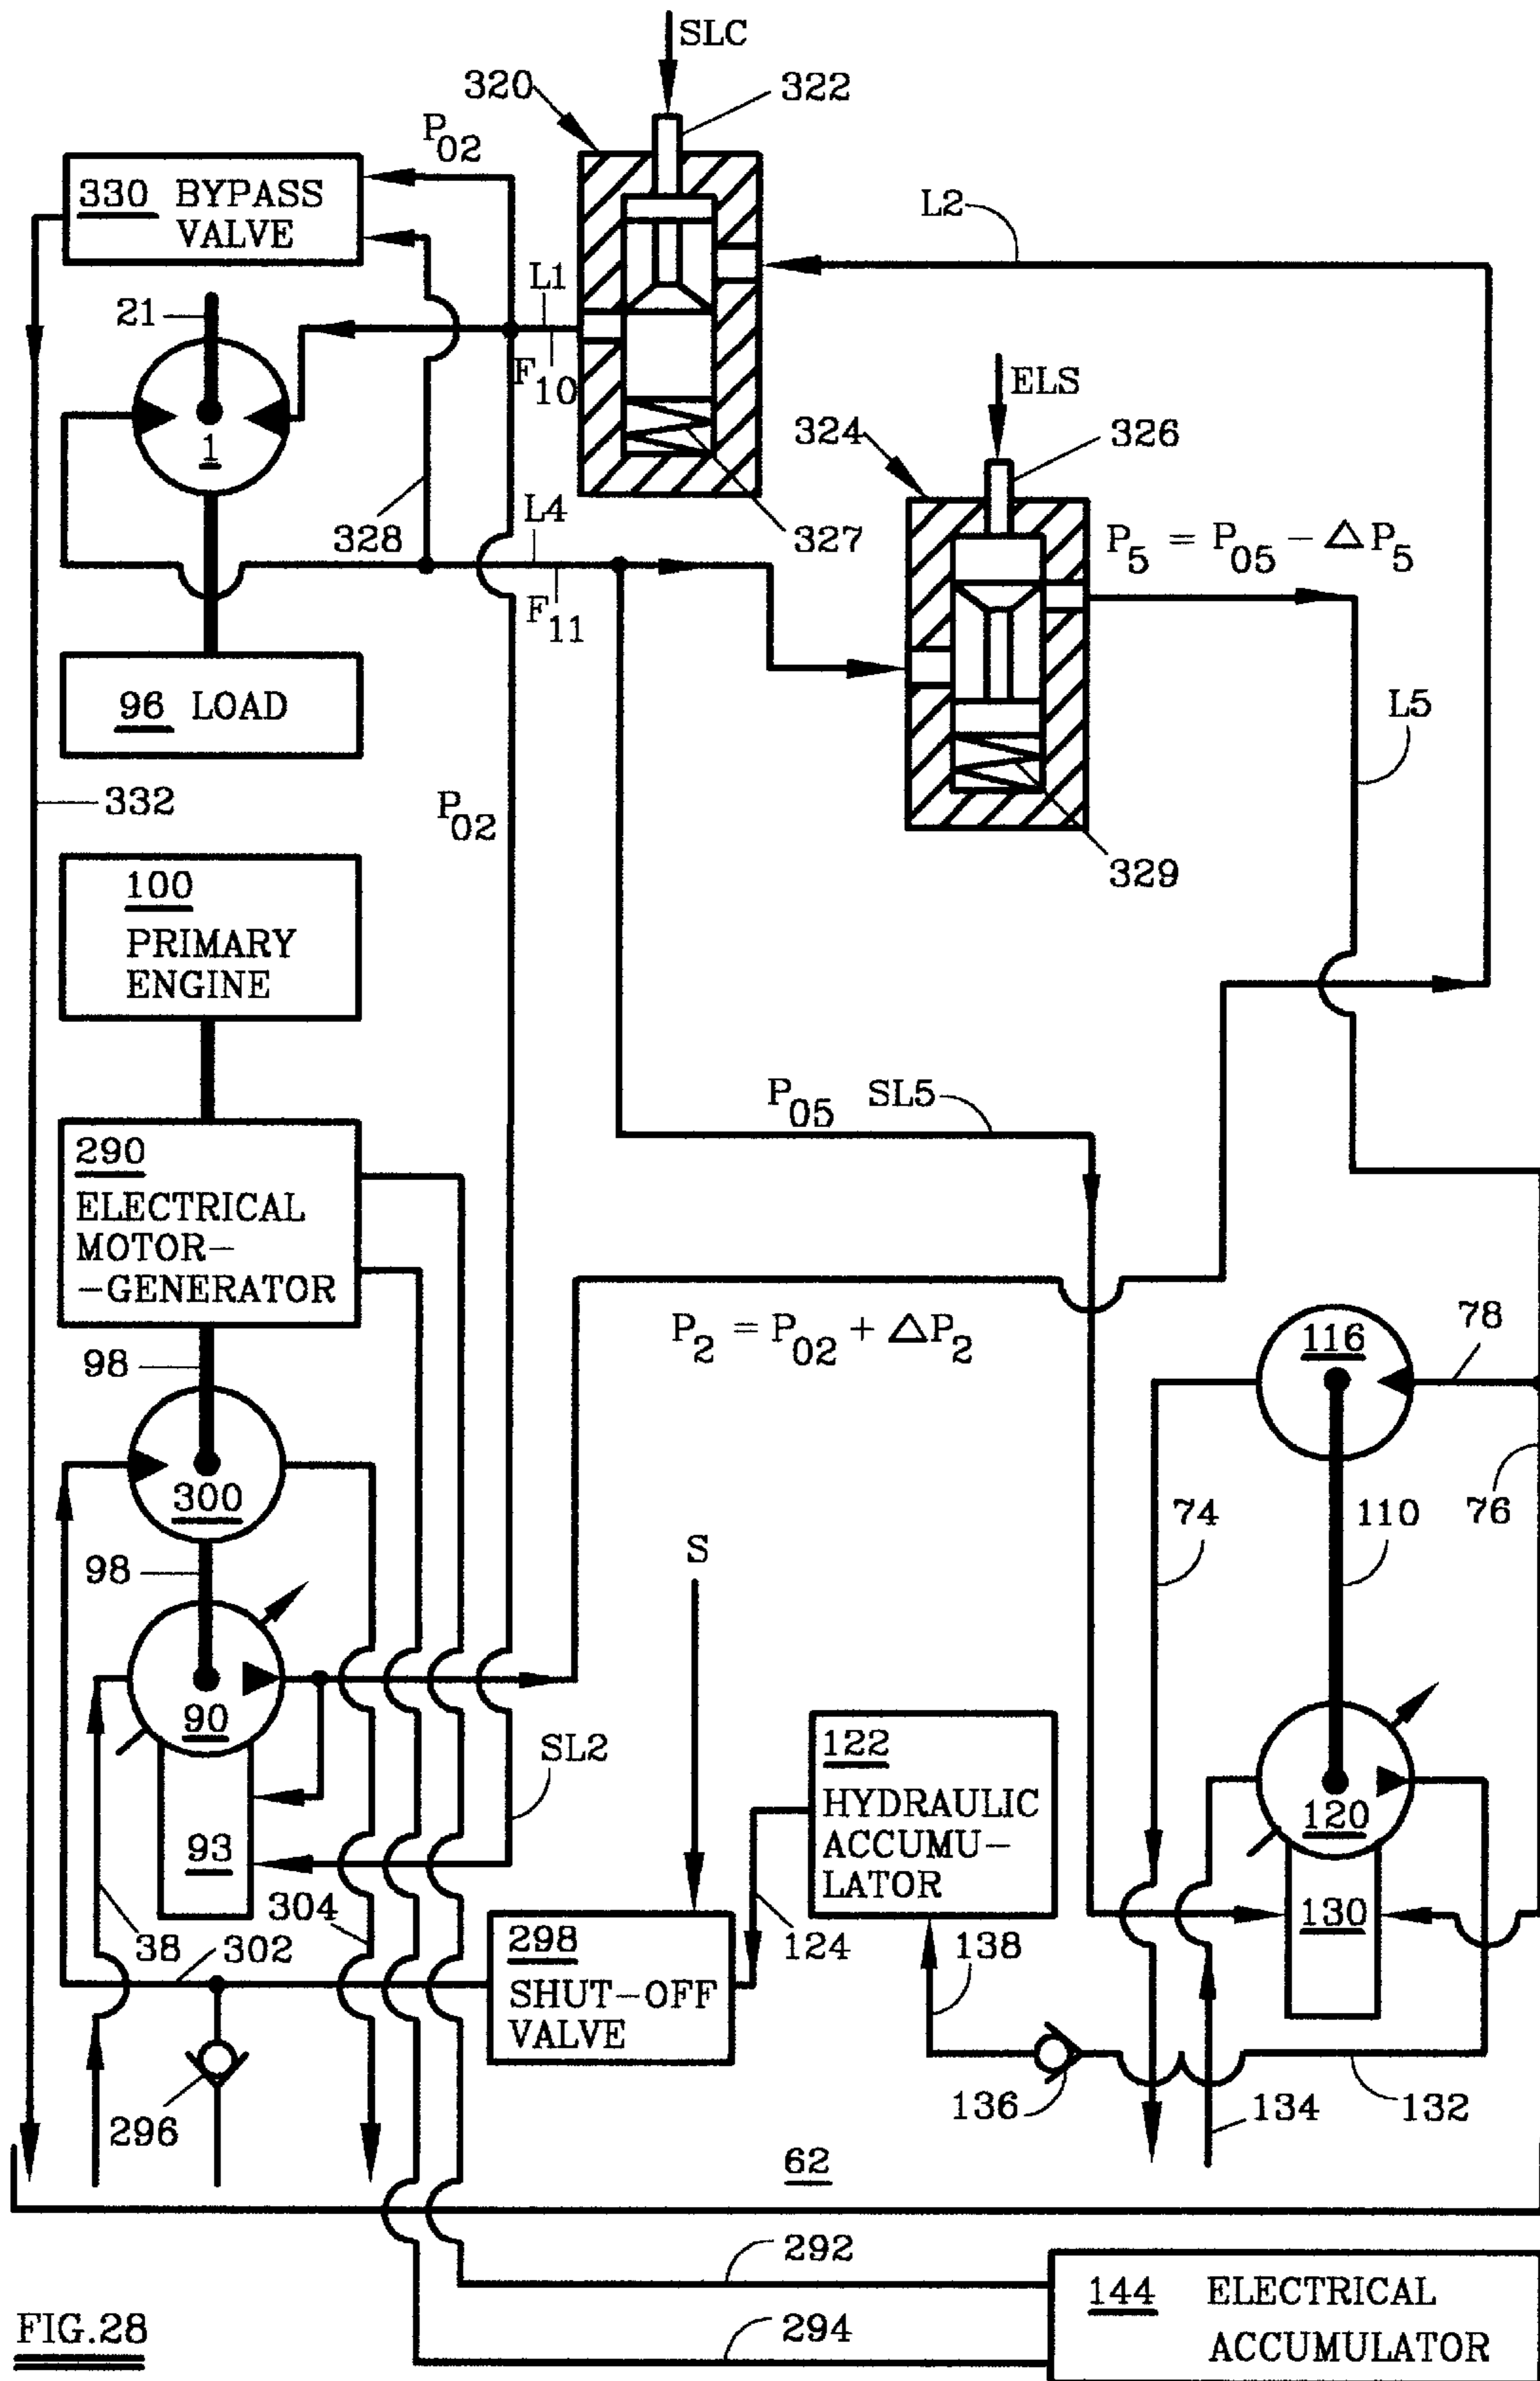 SLC
320
322
P02
330 BYPASS
VALVE
L2
21
L1
F10
ELS
324
326
1
L4
328
327
P5 = P05 - ΔP5
F11
96 LOAD
L5
332
P02
329
100
PRIMARY
ENGINE
P05 SL5
290
ELECTRICAL
MOTOR-
-GENERATOR
P2 = P02 + ΔP2
78
116
98
300
74
110
76
S
98
90
SL2
122
HYDRAULIC
ACCUMU-
LATOR
120
93
304
130
38
302
298
SHUT-OFF
VALVE
124
138
296
136
134
132
62
292
144 ELECTRICAL
ACCUMULATOR
294
FIG.28